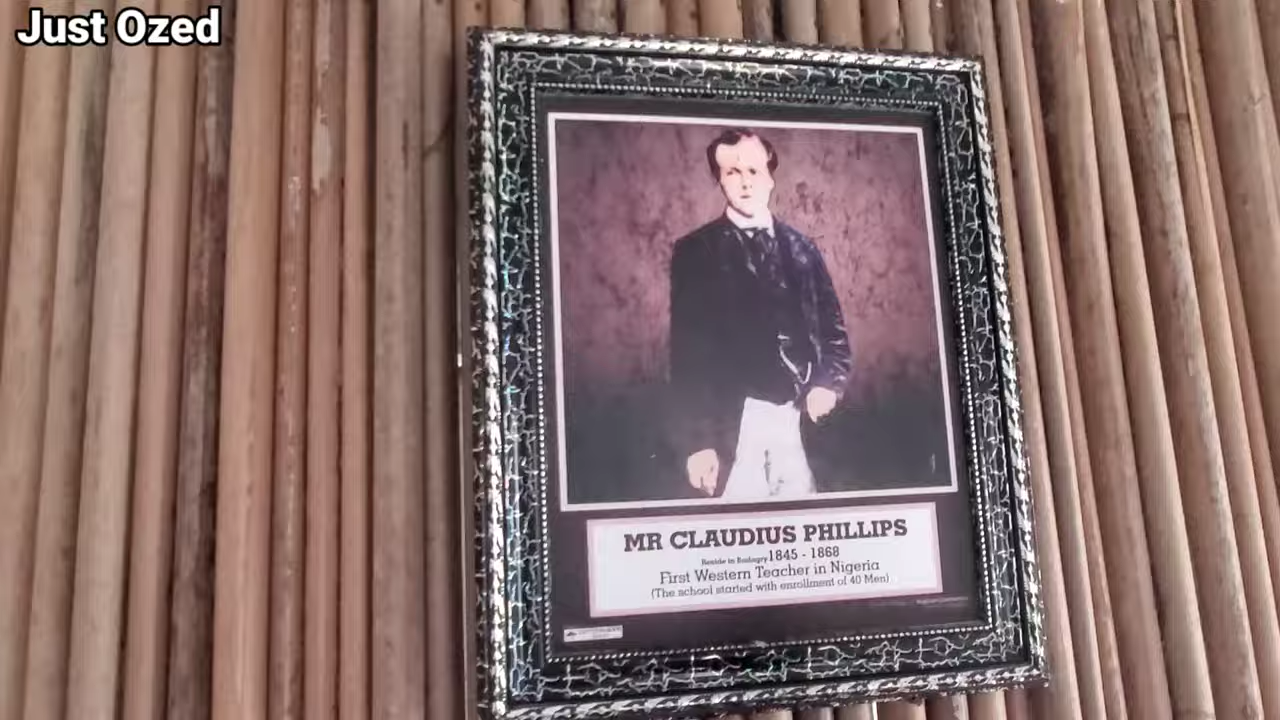 Just Ozed
MR CLAUDIUS PHILLIPS
Reside in Badagry 1845 - 1868
First Western Teacher in Nigeria
(The school started with enrollment of 40 Men)